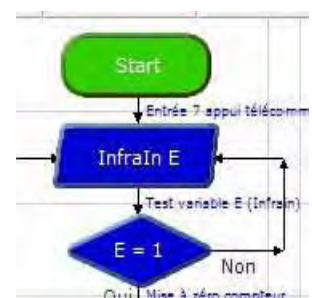 Start
Entrée 7 appui télécomm
InfraIn E
Test variable E (Infrain)
E = 1
Non
Oui
Mise à zéro compteur